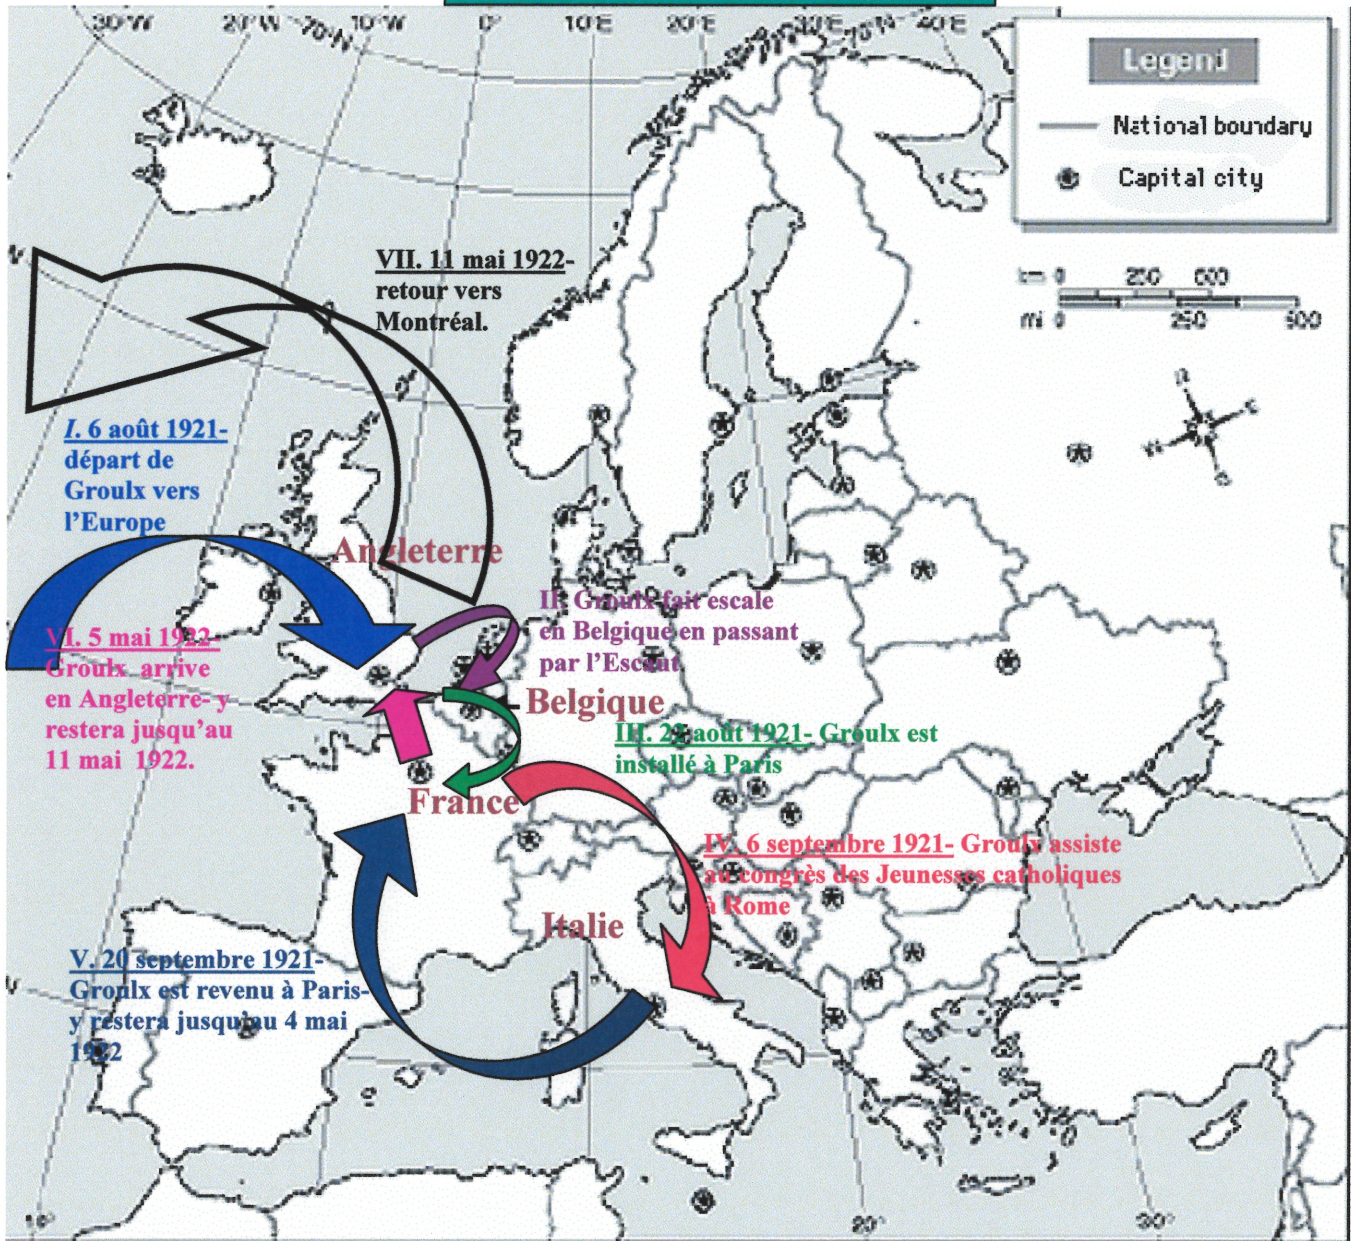 30°W
20°W
70°N
10°W
0°
10°E
20°E
30°E
70°N
40°E
Legend
National boundary
Capital city
km 0 250 500
mi 0 250 500
VII. 11 mai 1922-
retour vers
Montréal.
I. 6 août 1921-
départ de
Groulx vers
l’Europe
Angleterre
II. Groulx fait escale
en Belgique en passant
par l’Escaut
VI. 5 mai 1922-
Groulx arrive
en Angleterre- y
restera jusqu’au
11 mai 1922.
Belgique
III. 22 août 1921- Groulx est
installé à Paris
France
IV. 6 septembre 1921- Groulx assiste
au congrès des Jeunesses catholiques
à Rome
Italie
V. 20 septembre 1921-
Groulx est revenu à Paris-
y restera jusqu’au 4 mai
1922
10°
20°
30°